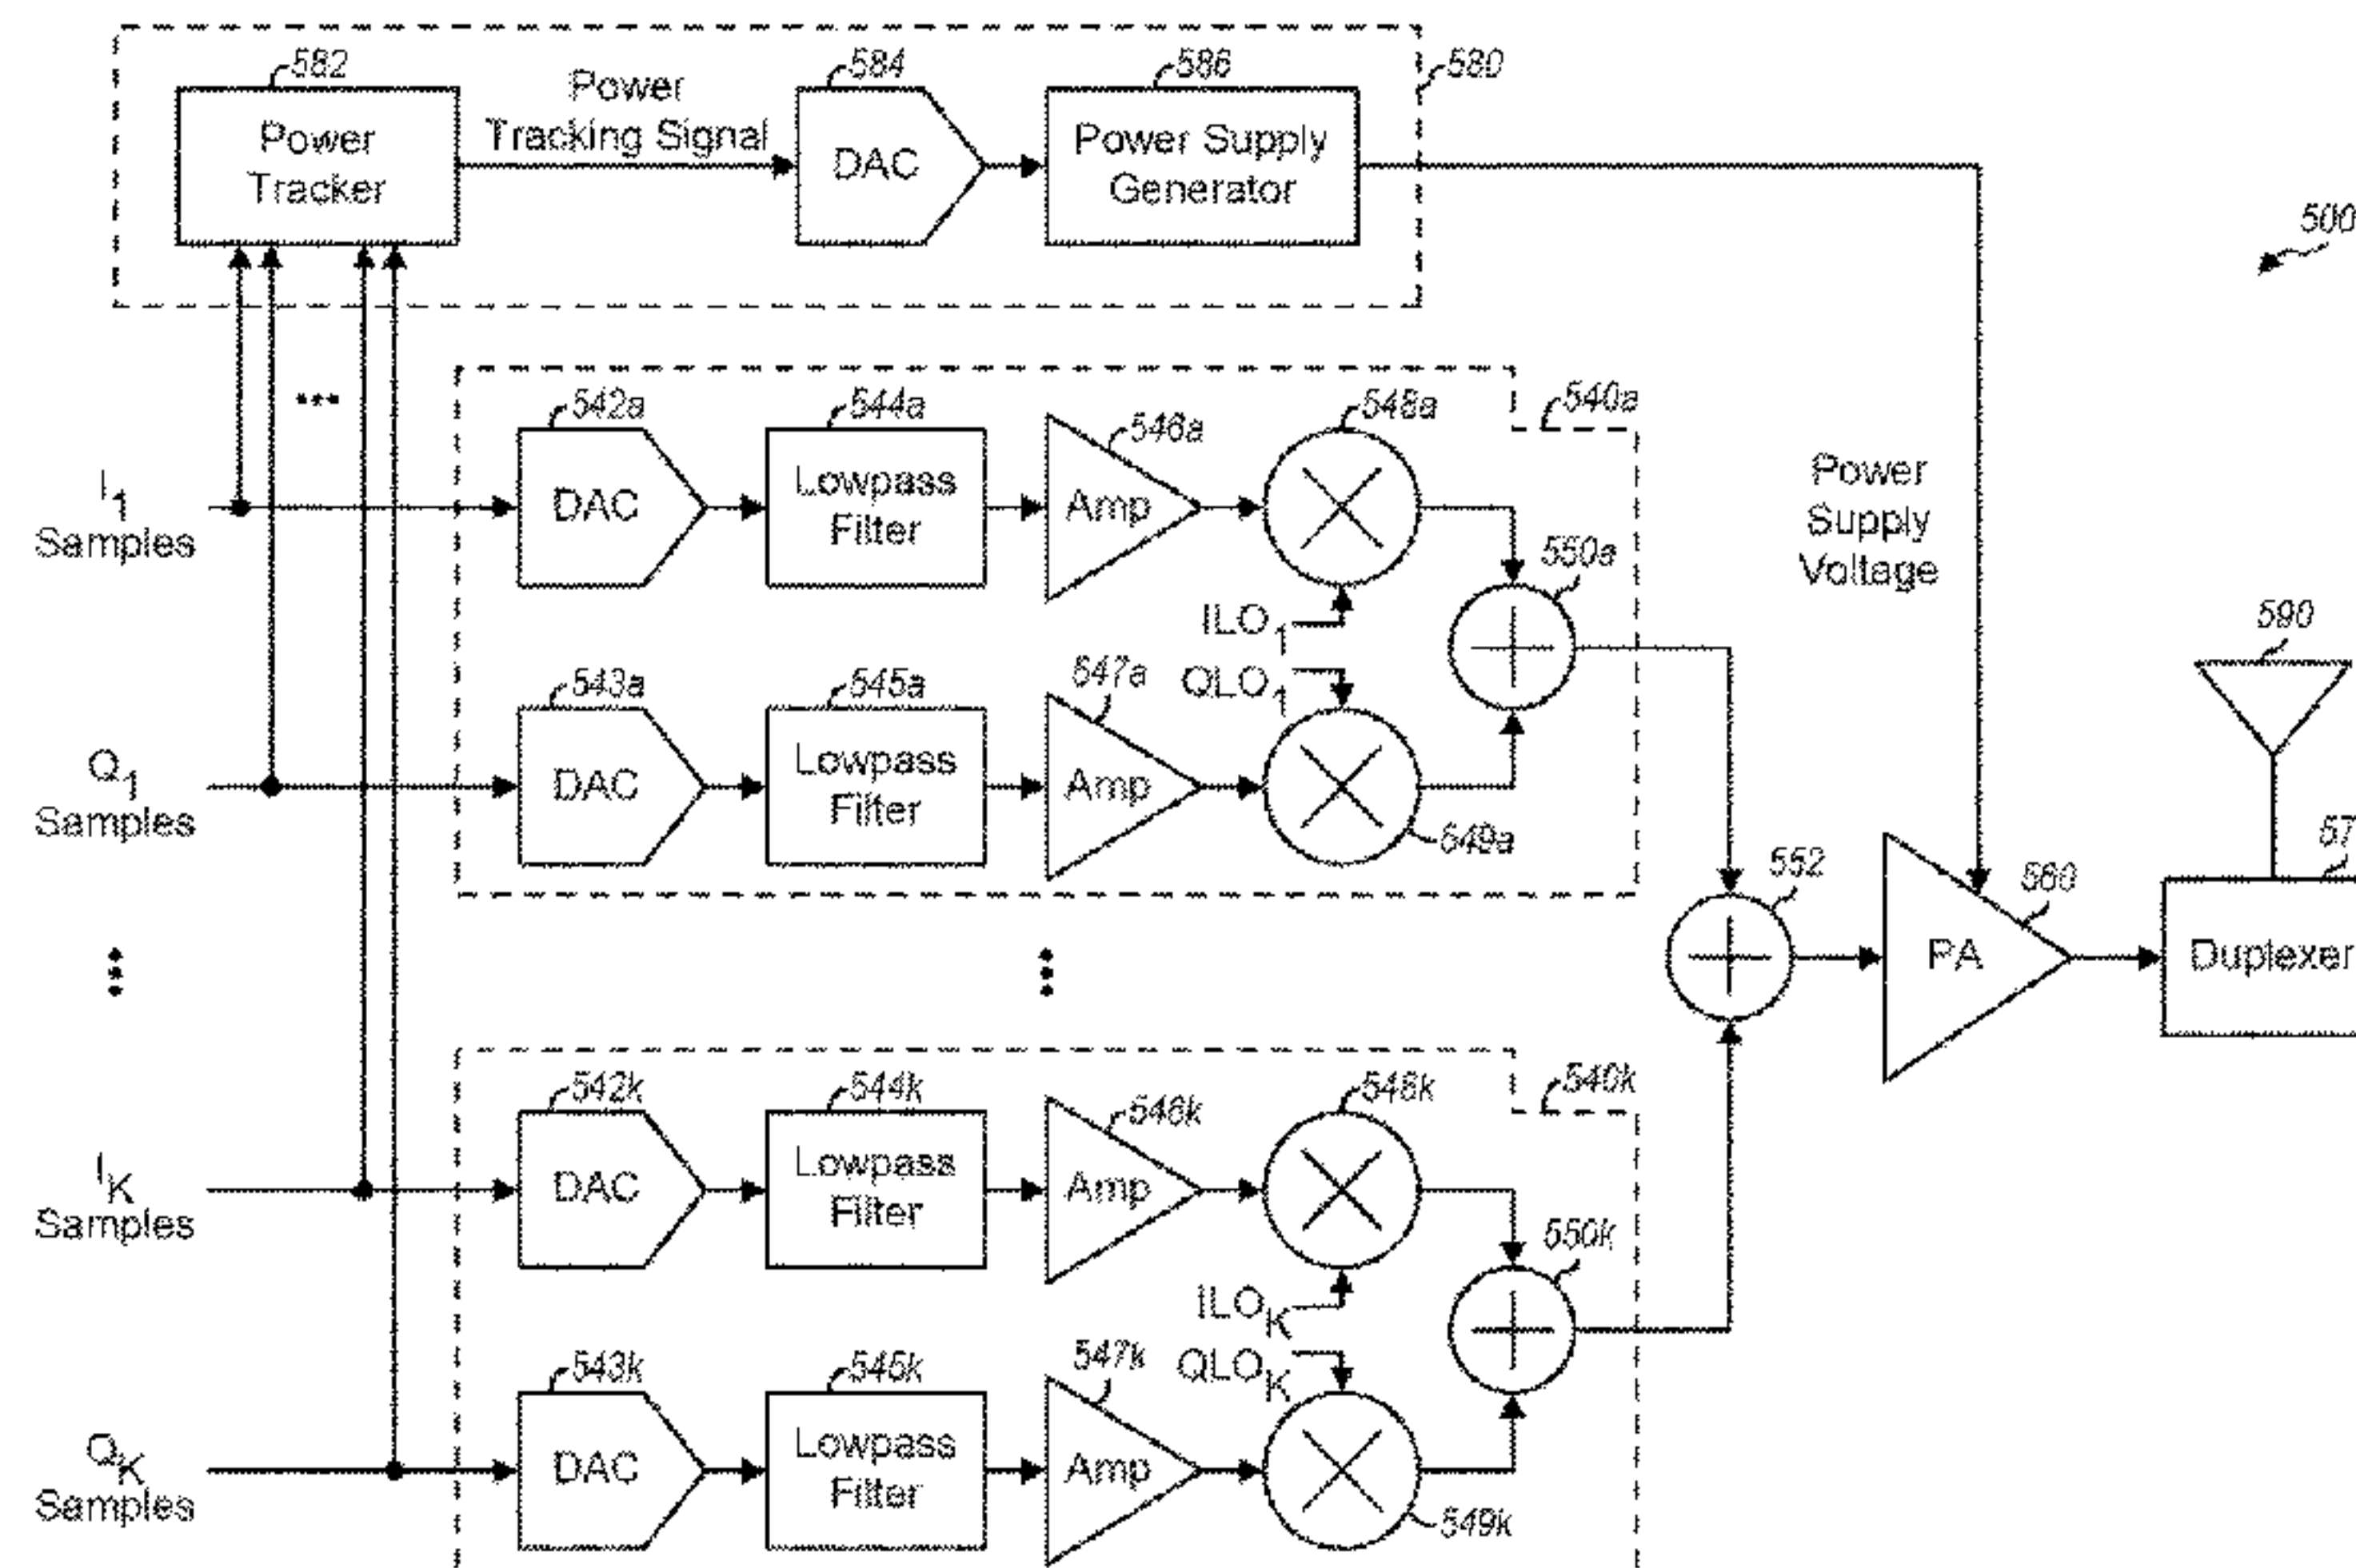 582
Power
Tracker
Power
Tracking Signal
584
DAC
586
Power Supply
Generator
580
500
I1
Samples
542a
DAC
544a
Lowpass
Filter
546a
Amp
548a
540a
ILO1
550a
Power
Supply
Voltage
Q1
Samples
543a
DAC
545a
Lowpass
Filter
547a
Amp
QLO1
549a
552
560
PA
590
57
Duplexer
IK
Samples
542k
DAC
544k
Lowpass
Filter
546k
Amp
548k
540k
ILOK
550k
QK
Samples
543k
DAC
545k
Lowpass
Filter
547k
Amp
QLOK
549k